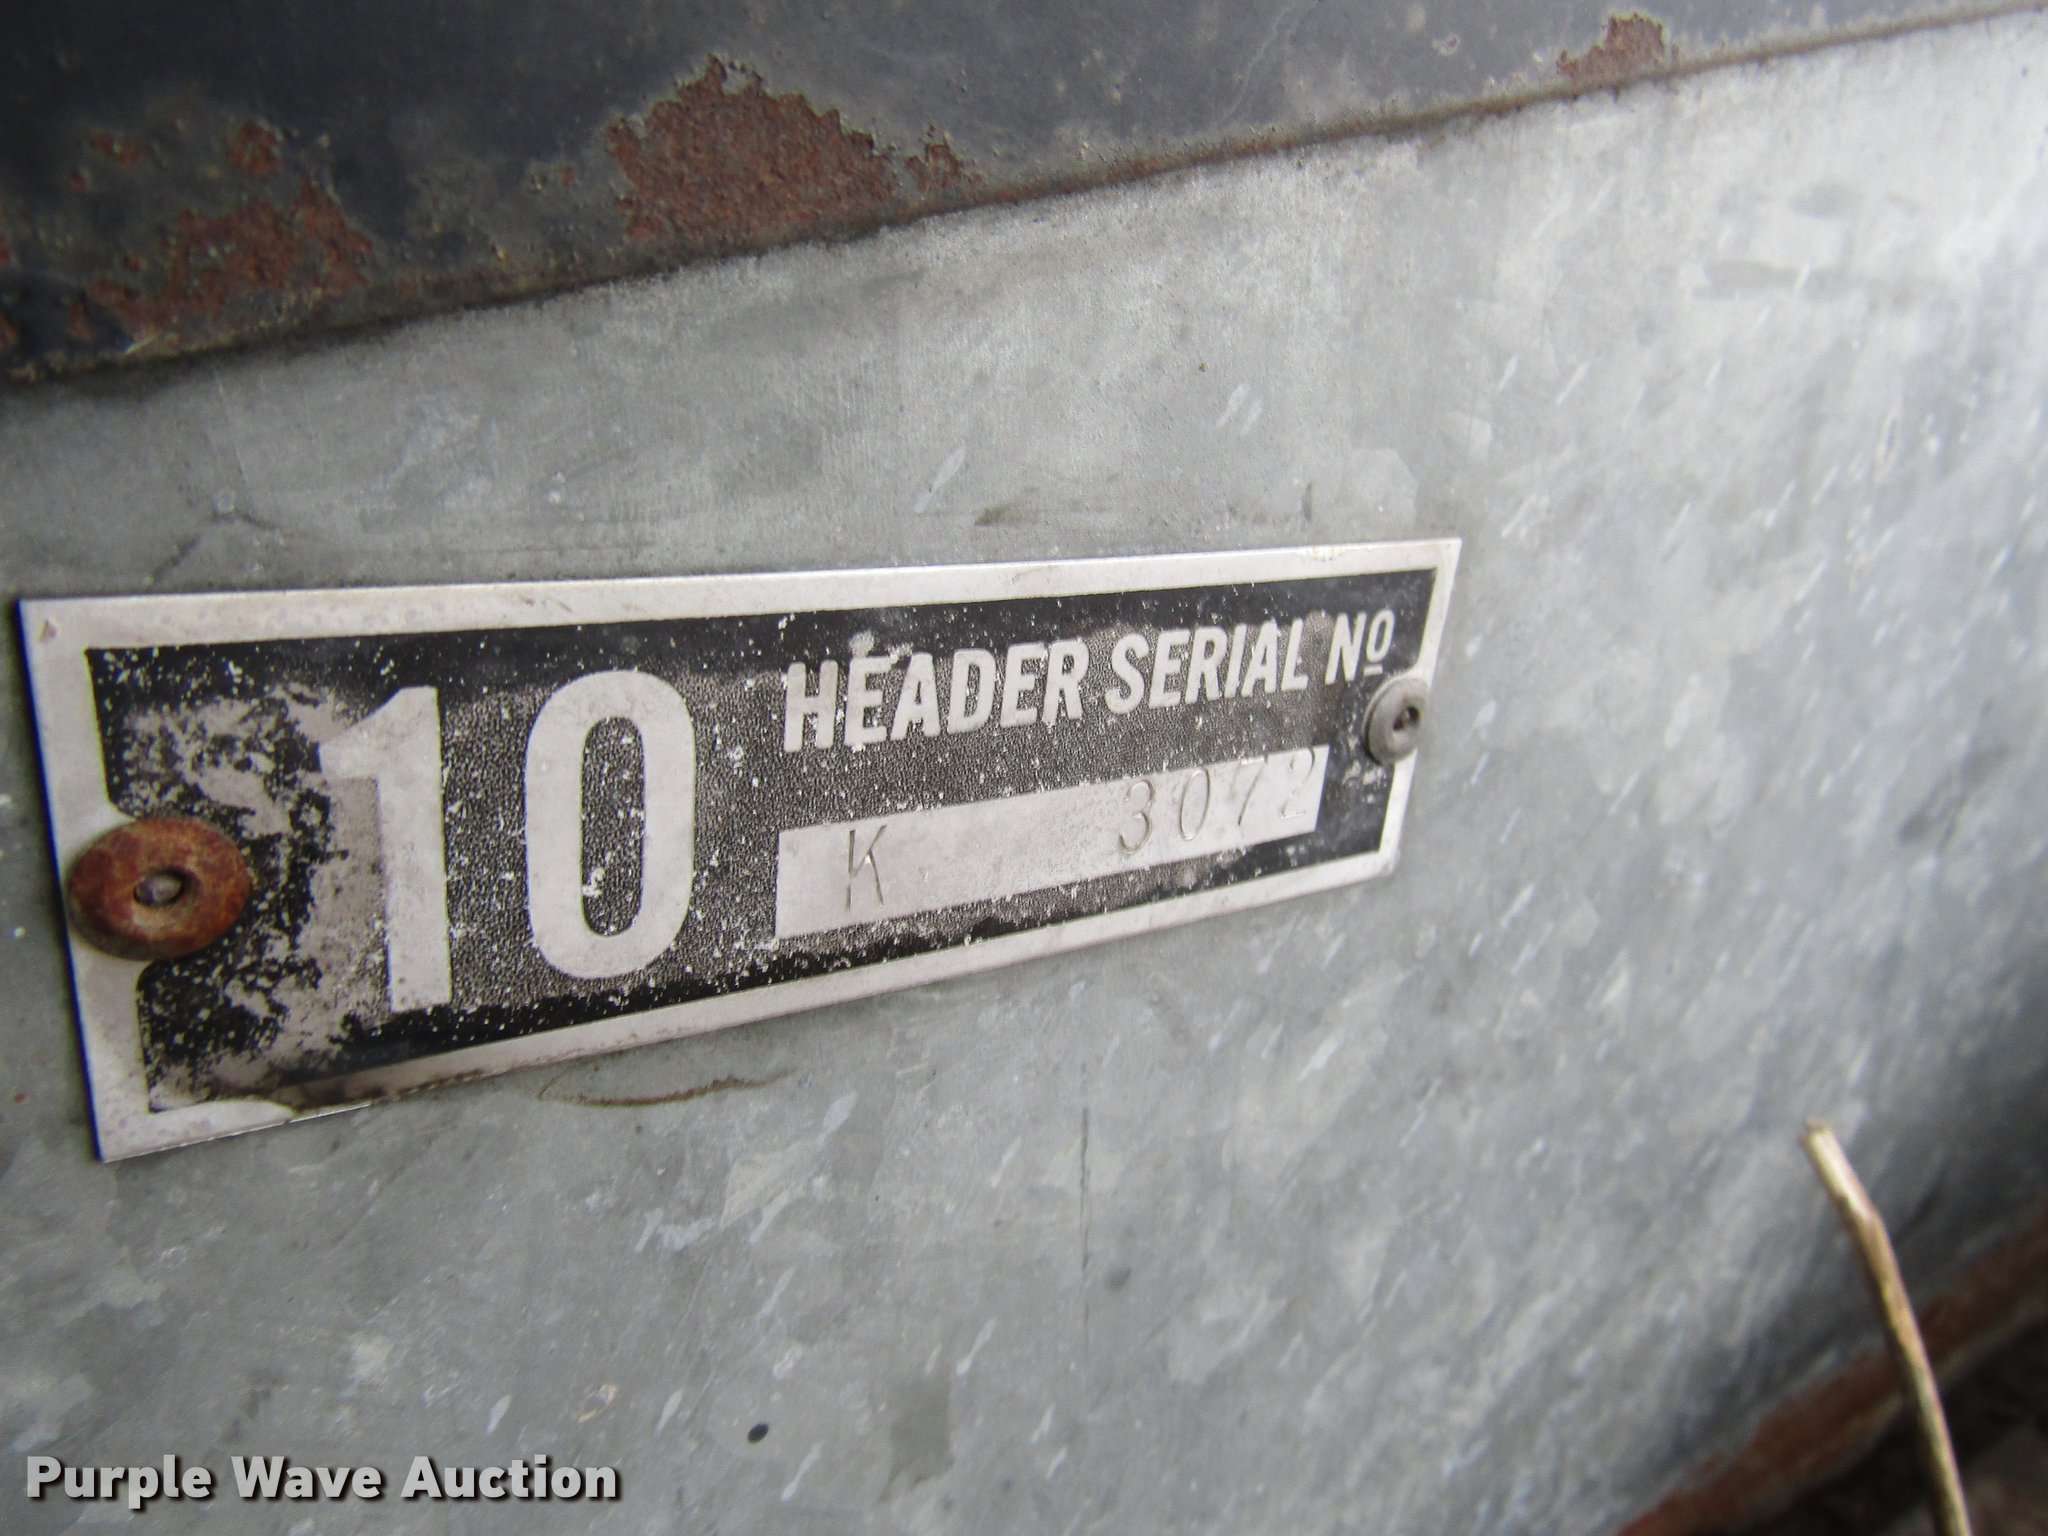 10
HEADER SERIAL Nº
K 3072
Purple Wave Auction